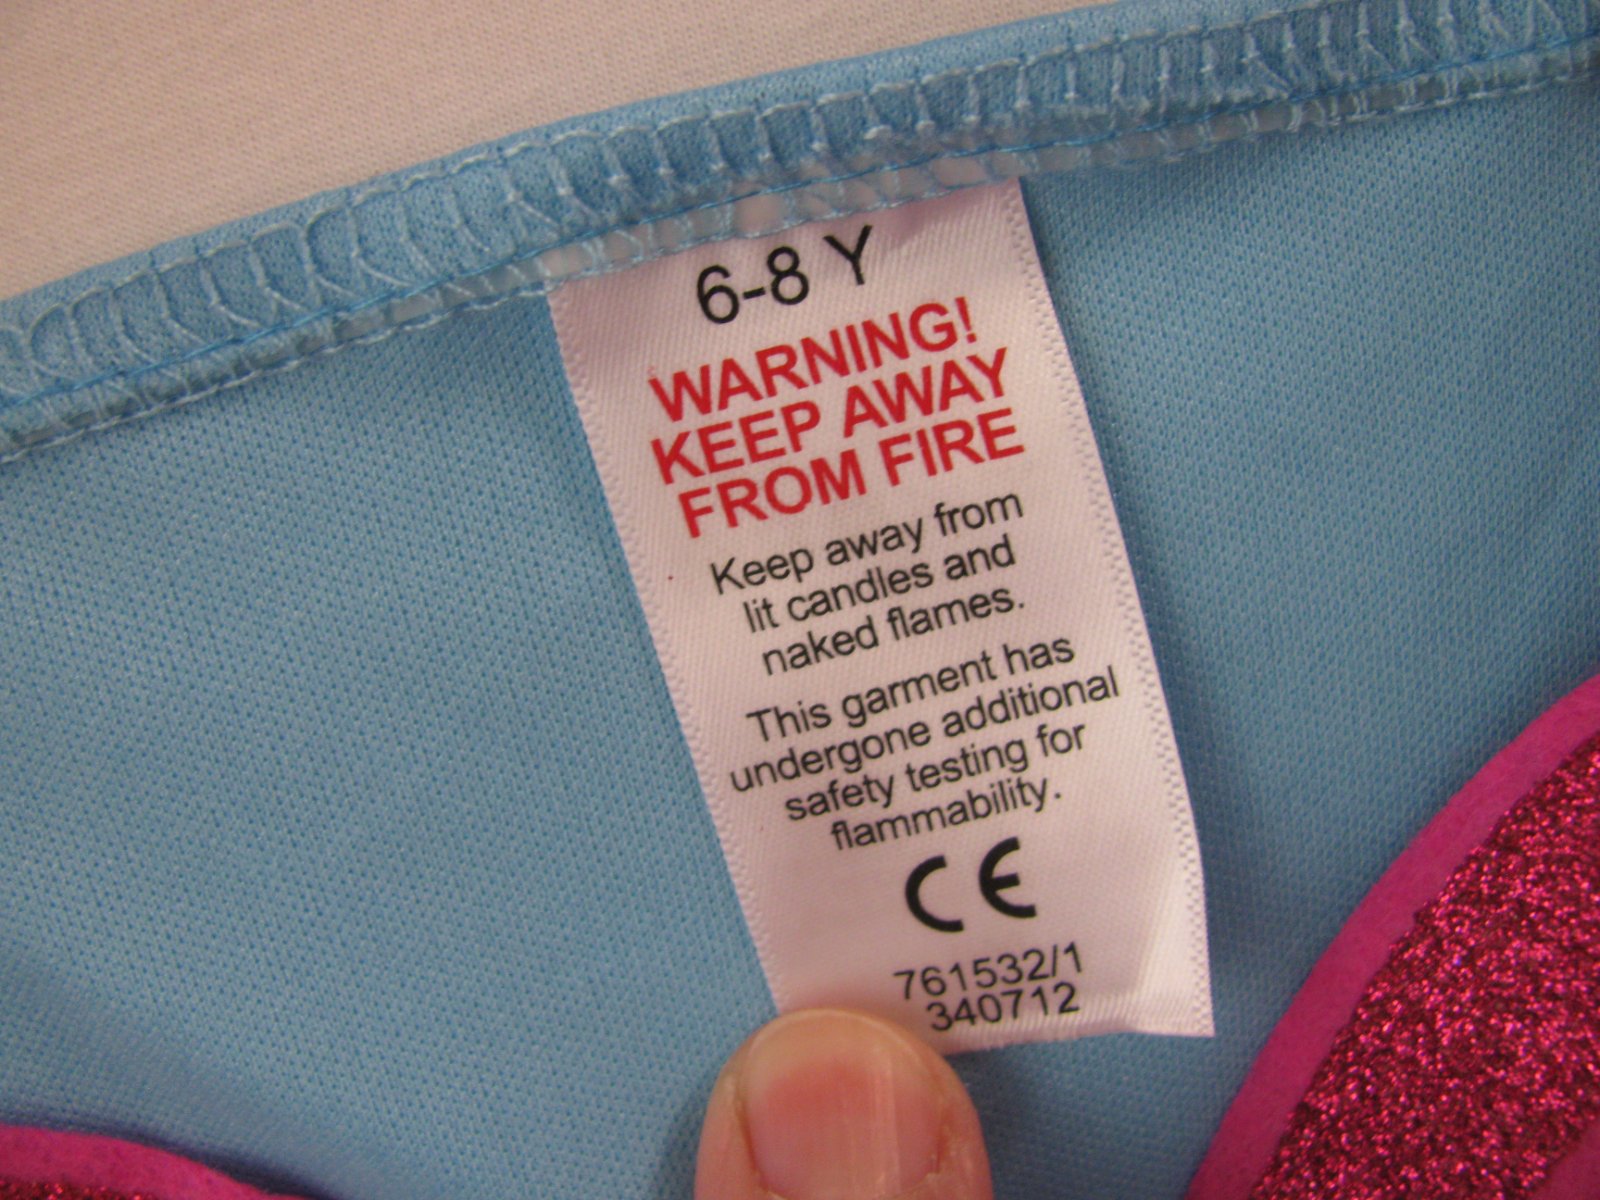 6-8 Y
WARNING!
KEEP AWAY
FROM FIRE
Keep away from
lit candles and
naked flames.
This garment has
undergone additional
safety testing for
flammability.
CE
761532/1
340712